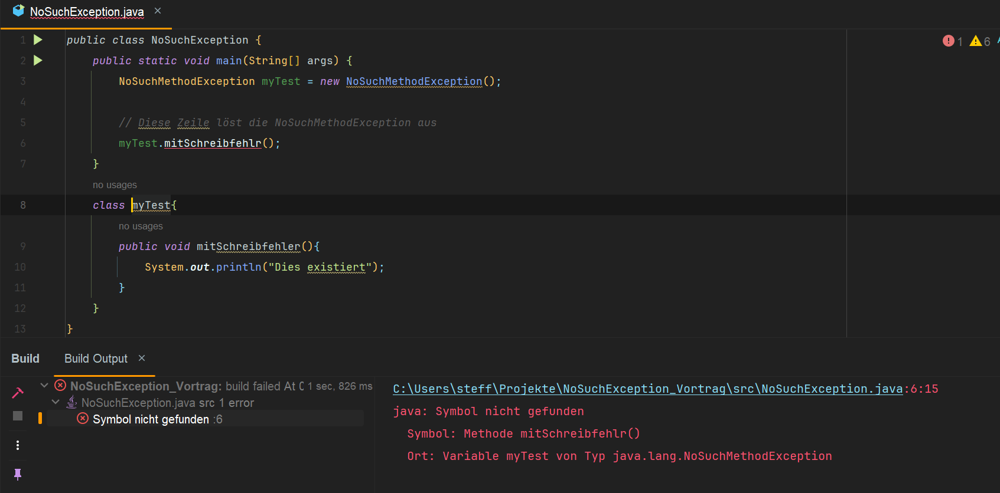 NoSuchException.java
1 public class NoSuchException {
2 public static void main(String[] args) {
3 NoSuchMethodException myTest = new NoSuchMethodException();
4
5 // Diese Zeile löst die NoSuchMethodException aus
6 myTest.mitSchreibfehlr();
7 }
no usages
8 class myTest{
no usages
9 public void mitSchreibfehler(){
10 System.out.println("Dies existiert");
11 }
12 }
13 }
1 6
Build Build Output
NoSuchException_Vortrag: build failed At 1 sec, 826 ms
NoSuchException.java src 1 error
Symbol nicht gefunden :6
C:\Users\steff\Projekte\NoSuchException_Vortrag\src\NoSuchException.java:6:15
java: Symbol nicht gefunden
Symbol: Methode mitSchreibfehlr()
Ort: Variable myTest von Typ java.lang.NoSuchMethodException